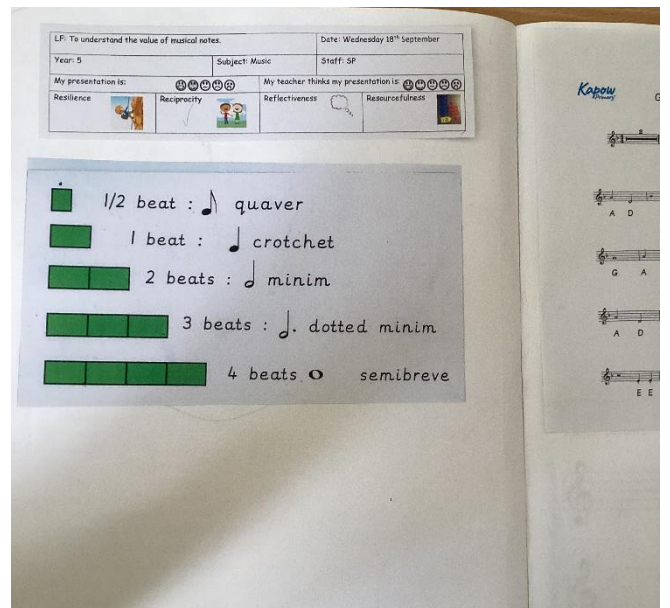 LF: To understand the value of musical notes.
Date: Wednesday 18th September
Year: 5
Subject: Music
Staff: SP
My presentation is:
My teacher thinks my presentation is:
Resilience
Reciprocity
Reflectiveness
Resourcefulness
1/2 beat : quaver
1 beat : crotchet
2 beats : minim
3 beats : dotted minim
4 beats semibreve
Kapow
Primary
G
A D
G A
A D
E E